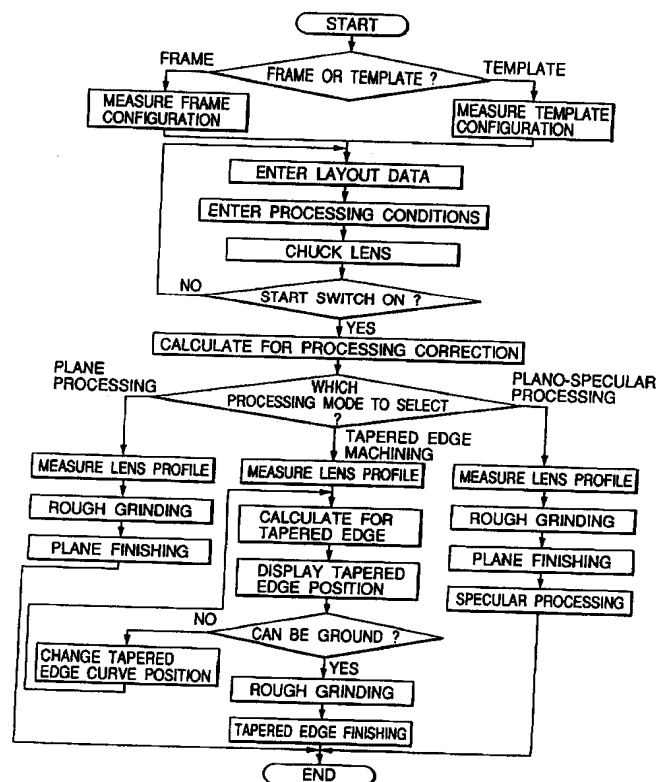 START
FRAME
FRAME OR TEMPLATE ?
TEMPLATE
MEASURE FRAME
CONFIGURATION
MEASURE TEMPLATE
CONFIGURATION
ENTER LAYOUT DATA
ENTER PROCESSING CONDITIONS
CHUCK LENS
NO
START SWITCH ON ?
YES
CALCULATE FOR PROCESSING CORRECTION
PLANE
PROCESSING
WHICH
PROCESSING MODE TO SELECT
?
PLANO-SPECULAR
PROCESSING
TAPERED EDGE
MACHINING
MEASURE LENS PROFILE
ROUGH GRINDING
PLANE FINISHING
MEASURE LENS PROFILE
CALCULATE FOR
TAPERED EDGE
DISPLAY TAPERED
EDGE POSITION
MEASURE LENS PROFILE
ROUGH GRINDING
PLANE FINISHING
SPECULAR PROCESSING
NO
CAN BE GROUND ?
CHANGE TAPERED
EDGE CURVE POSITION
YES
ROUGH GRINDING
TAPERED EDGE FINISHING
END